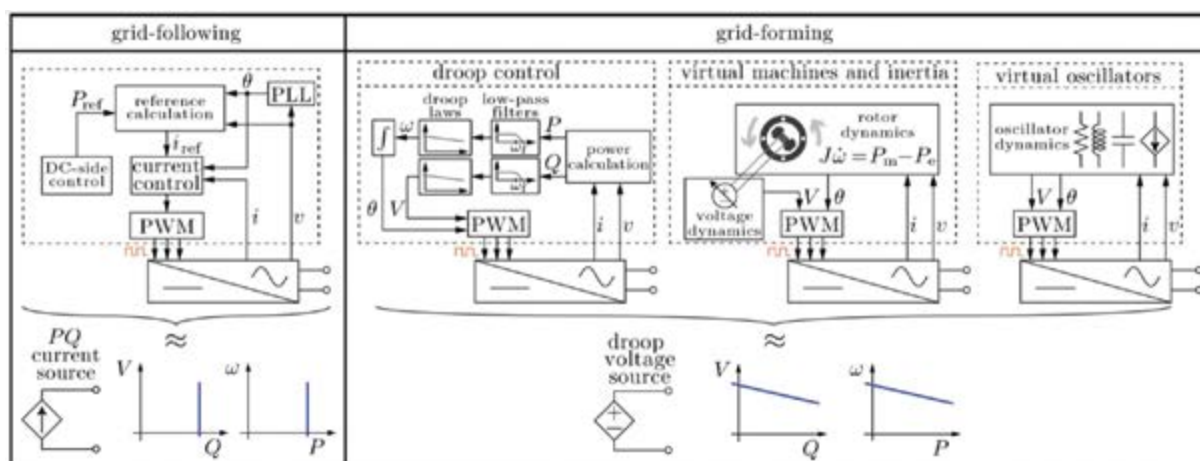 grid-following
grid-forming
θ
P_ref
reference
calculation
PLL
i_ref
DC-side
control
current
control
PWM
i
v
droop control
droop
laws
low-pass
filters
∫
ω
P
ω
Q
ω
power
calculation
θ
V
PWM
i
v
virtual machines and inertia
rotor
dynamics
Jω̇ = P_m − P_e
voltage
dynamics
V
θ
PWM
i
v
virtual oscillators
oscillator
dynamics
V
θ
PWM
i
v
≈
≈
PQ
current
source
V
Q
ω
P
droop
voltage
source
V
Q
ω
P